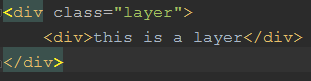 <div class="layer">
    <div>this is a layer</div>
</div>